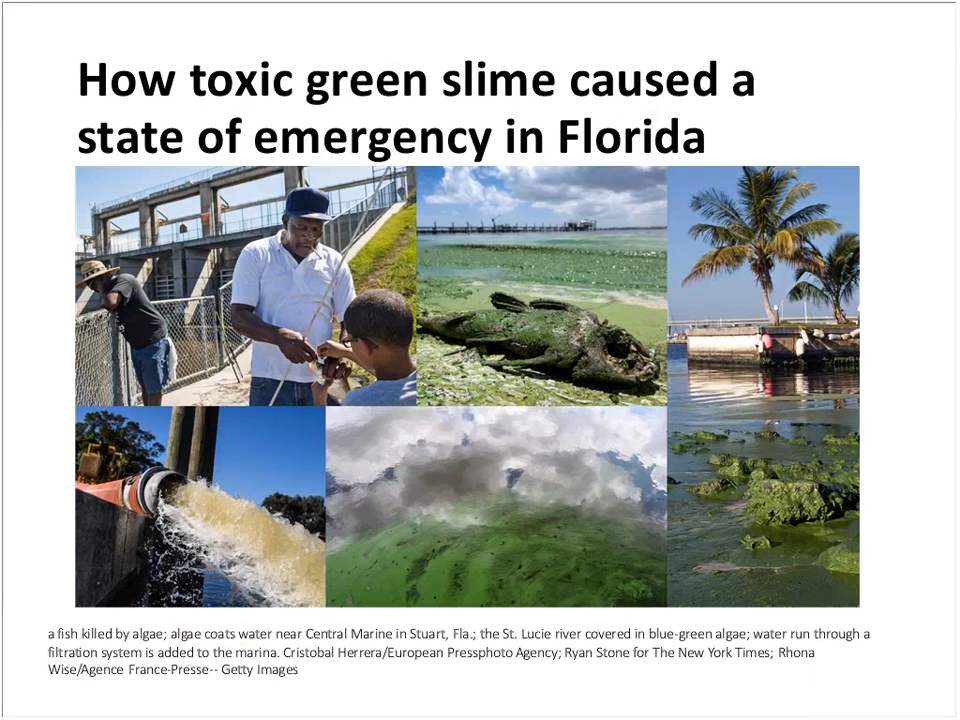 How toxic green slime caused a
state of emergency in Florida
a fish killed by algae; algae coats water near Central Marine in Stuart, Fla.; the St. Lucie river covered in blue-green algae; water run through a
filtration system is added to the marina. Cristobal Herrera/European Pressphoto Agency; Ryan Stone for The New York Times; Rhona
Wise/Agence France-Presse-- Getty Images